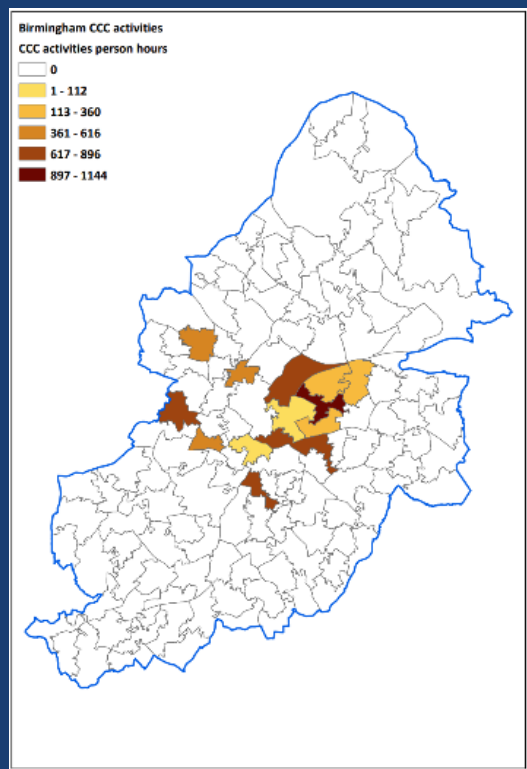 Birmingham CCC activities
CCC activities person hours
0
1 - 112
113 - 360
361 - 616
617 - 896
897 - 1144